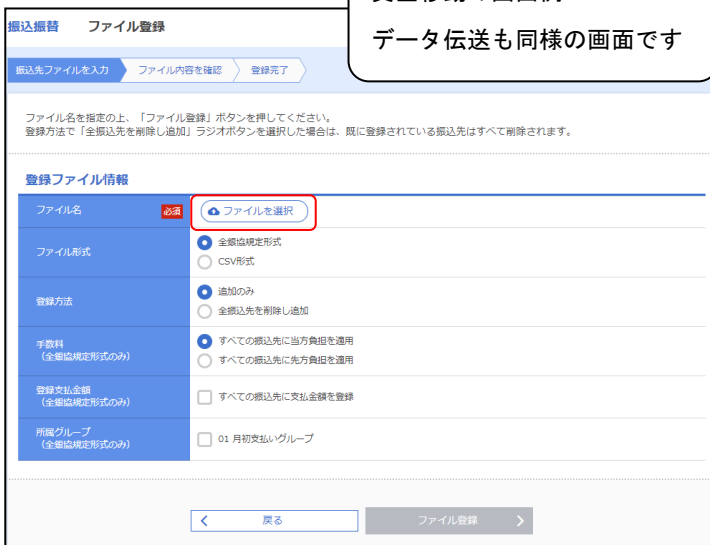 データ伝送も同様の画面です
振込振替 ファイル登録
振込先ファイルを入力 ファイル内容を確認 登録完了
ファイル名を指定の上、「ファイル登録」ボタンを押してください。
登録方法で「全振込先を削除し追加」ラジオボタンを選択した場合は、既に登録されている振込先はすべて削除されます。
登録ファイル情報
ファイル名 必須 ファイルを選択
ファイル形式
全銀協規定形式
CSV形式
登録方法
追加のみ
全振込先を削除し追加
手数料
(全銀協規定形式のみ)
すべての振込先に当方負担を適用
すべての振込先に先方負担を適用
登録支払金額
(全銀協規定形式のみ)
すべての振込先に支払金額を登録
所属グループ
(全銀協規定形式のみ)
01 月初支払いグループ
戻る ファイル登録